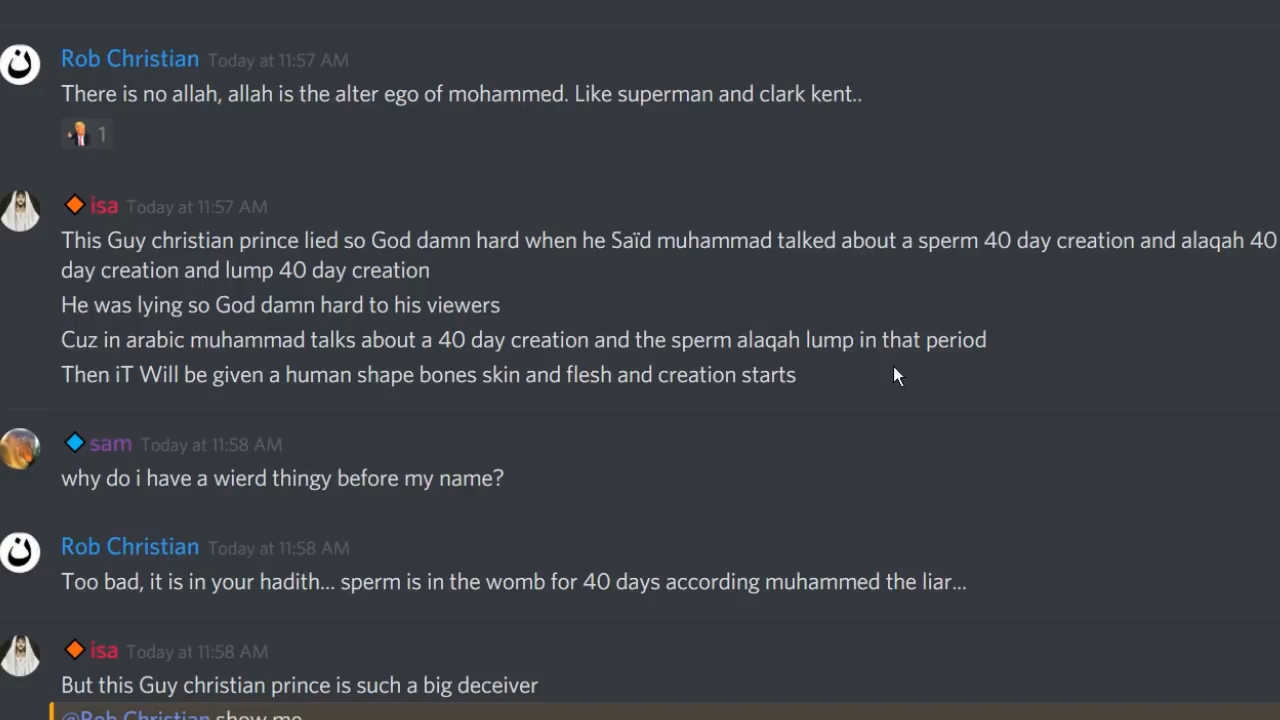 Rob Christian Today at 11:57 AM
There is no allah, allah is the alter ego of mohammed. Like superman and clark kent..
1
isa Today at 11:57 AM
This Guy christian prince lied so God damn hard when he Saïd muhammad talked about a sperm 40 day creation and alaqah 40
day creation and lump 40 day creation
He was lying so God damn hard to his viewers
Cuz in arabic muhammad talks about a 40 day creation and the sperm alaqah lump in that period
Then iT Will be given a human shape bones skin and flesh and creation starts
sam Today at 11:58 AM
why do i have a wierd thingy before my name?
Rob Christian Today at 11:58 AM
Too bad, it is in your hadith... sperm is in the womb for 40 days according muhammed the liar...
isa Today at 11:58 AM
But this Guy christian prince is such a big deceiver
@Rob Christian show me